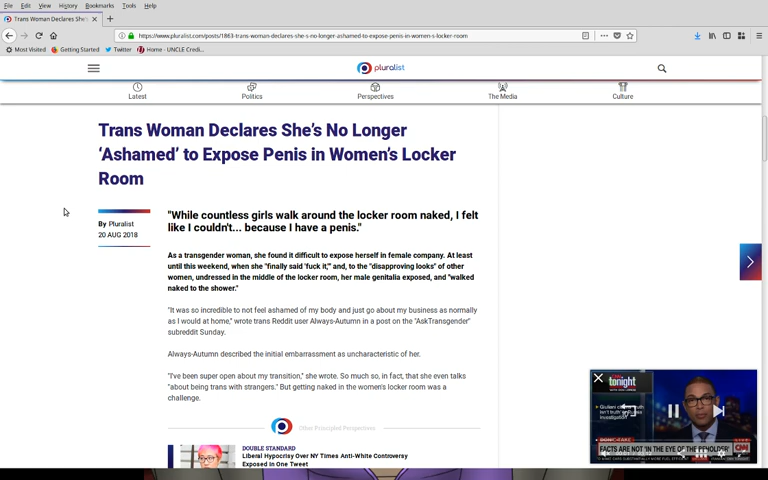 File Edit View History Bookmarks Tools Help
Trans Woman Declares She's
https://www.pluralist.com/posts/1863-trans-woman-declares-she-s-no-longer-ashamed-to-expose-penis-in-women-s-locker-room
Most Visited Getting Started Twitter Home - UNCLE Credi...
pluralist
Latest Politics Perspectives The Media Culture
Trans Woman Declares She's No Longer
'Ashamed' to Expose Penis in Women's Locker
Room
By Pluralist
20 AUG 2018
"While countless girls walk around the locker room naked, I felt
like I couldn't... because I have a penis."
As a transgender woman, she found it difficult to expose herself in female company. At least
until this weekend, when she "finally said 'fuck it,'" and, to the "disapproving looks" of other
women, undressed in the middle of the locker room, her male genitalia exposed, and "walked
naked to the shower."
"It was so incredible to not feel ashamed of my body and just go about my business as normally
as I would at home," wrote trans Reddit user Always-Autumn in a post on the "AskTransgender"
subreddit Sunday.
Always-Autumn described the initial embarrassment as uncharacteristic of her.
"I've been super open about my transition," she wrote. So much so, in fact, that she even talks
"about being trans with strangers." But getting naked in the women's locker room was a
challenge.
Other Principled Perspectives
DOUBLE STANDARD
Liberal Hypocrisy Over NY Times Anti-White Controversy
Exposed in One Tweet
tonight
FACTS ARE NOT 'IN THE EYE OF THE BEHOLDER'
CNN